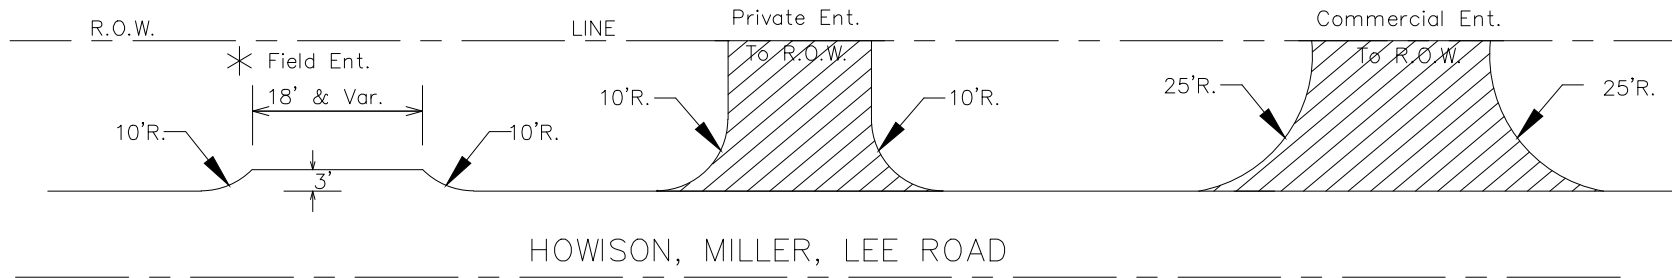 R.O.W.
LINE
Private Ent.
To R.O.W.
Commercial Ent.
To R.O.W.
Field Ent.
18' & Var.
10'R.
10'R.
3'
10'R.
10'R.
25'R.
25'R.
HOWISON, MILLER, LEE ROAD